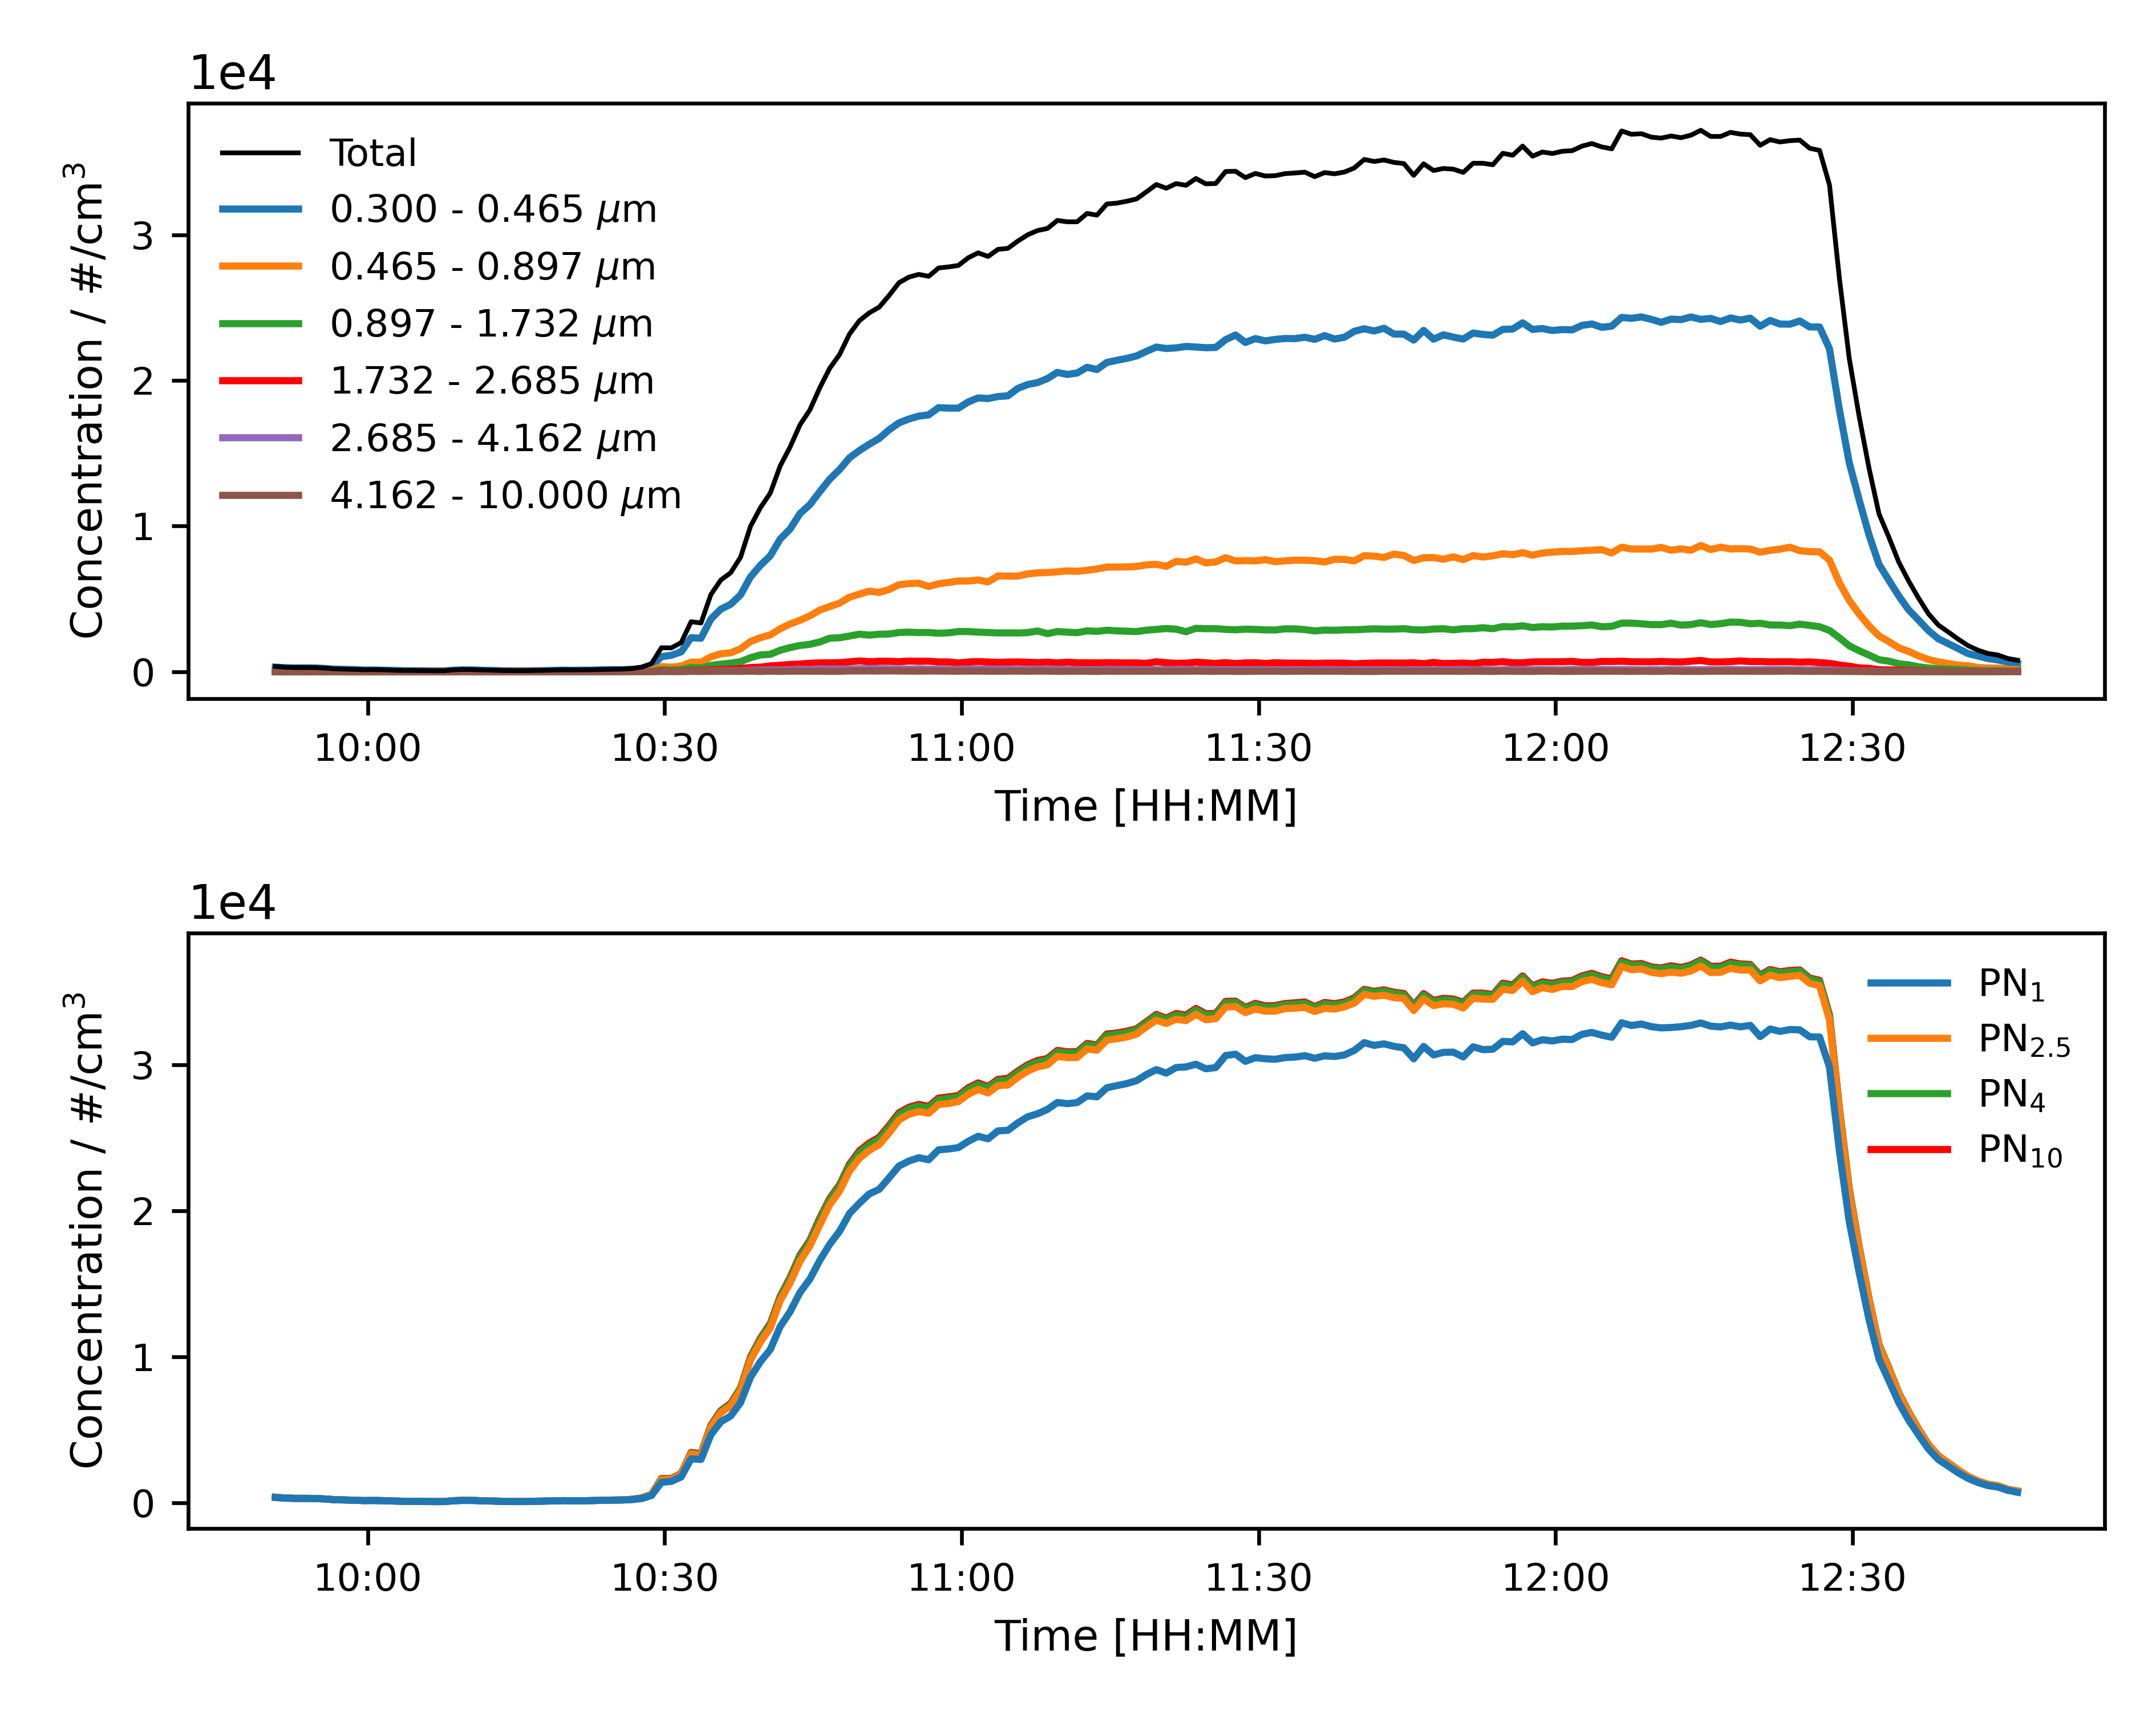 1e4
Concentration / #/cm³
3
2
1
0
Total
0.300 - 0.465 μm
0.465 - 0.897 μm
0.897 - 1.732 μm
1.732 - 2.685 μm
2.685 - 4.162 μm
4.162 - 10.000 μm
10:00 10:30 11:00 11:30 12:00 12:30
Time [HH:MM]
1e4
Concentration / #/cm³
3
2
1
0
PN₁
PN₂.₅
PN₄
PN₁₀
10:00 10:30 11:00 11:30 12:00 12:30
Time [HH:MM]